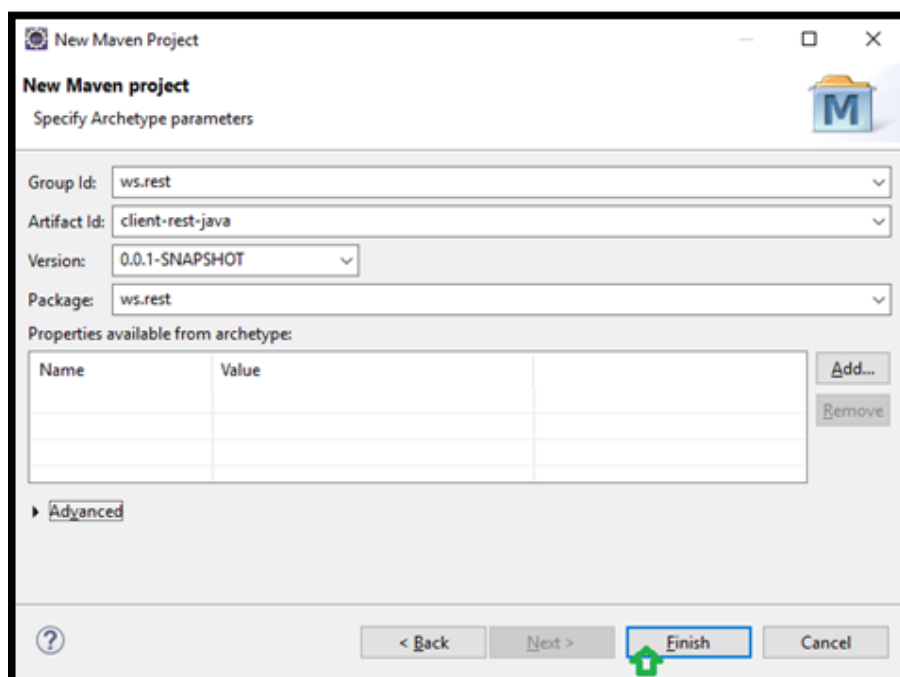 New Maven Project
New Maven project
Specify Archetype parameters
M
Group Id: ws.rest
Artifact Id: client-rest-java
Version: 0.0.1-SNAPSHOT
Package: ws.rest
Properties available from archetype:
Name Value
Add...
Remove
Advanced
? < Back Next > Finish Cancel